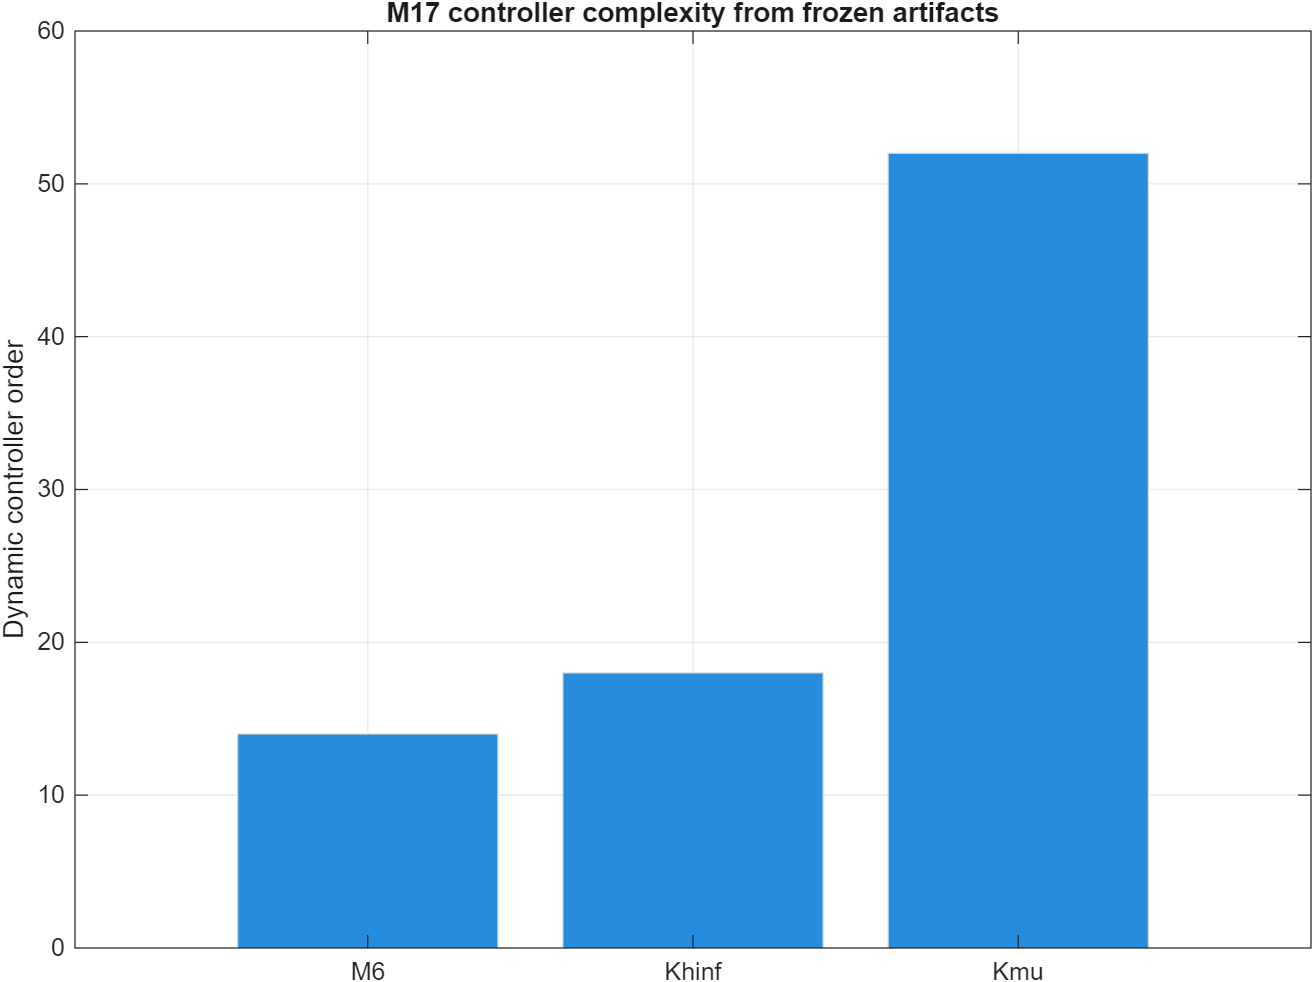 M17 controller complexity from frozen artifacts
Dynamic controller order
60
50
40
30
20
10
0
M6 Khinf Kmu